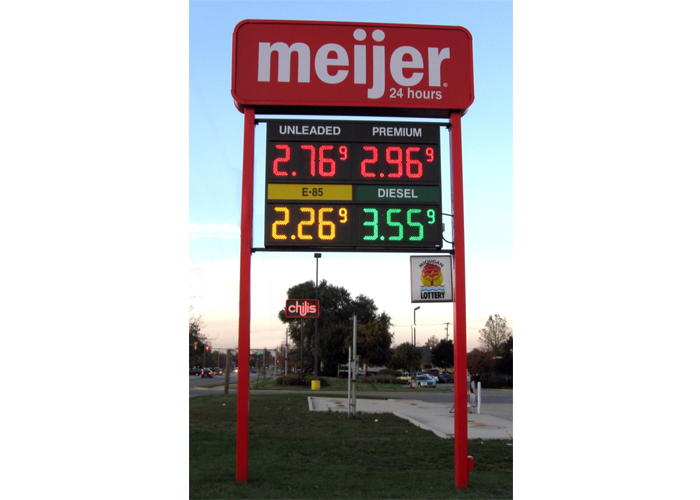 meijer®
24 hours
UNLEADED PREMIUM
2.76 9 2.96 9
E-85 DIESEL
2.26 9 3.55 9
MICHIGAN
LOTTERY
chilis